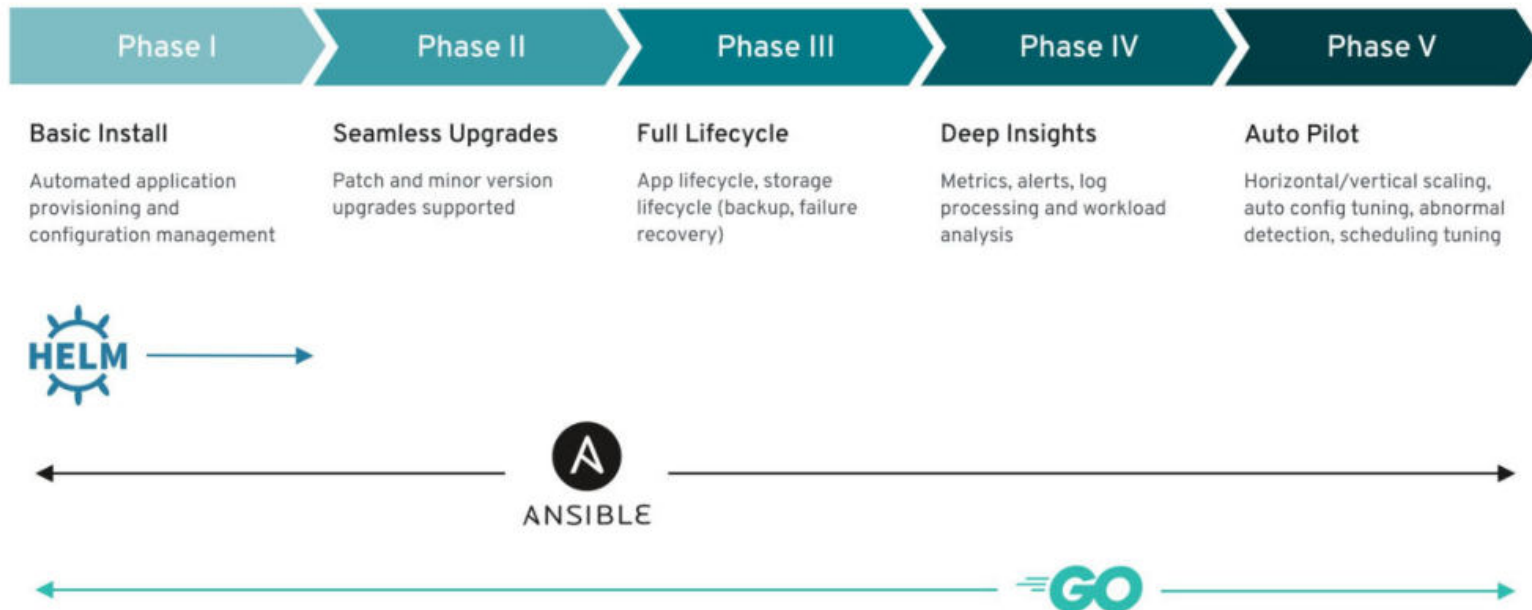 Phase I
Phase II
Phase III
Phase IV
Phase V
Basic Install
Automated application
provisioning and
configuration management
Seamless Upgrades
Patch and minor version
upgrades supported
Full Lifecycle
App lifecycle, storage
lifecycle (backup, failure
recovery)
Deep Insights
Metrics, alerts, log
processing and workload
analysis
Auto Pilot
Horizontal/vertical scaling,
auto config tuning, abnormal
detection, scheduling tuning
HELM
A
ANSIBLE
GO